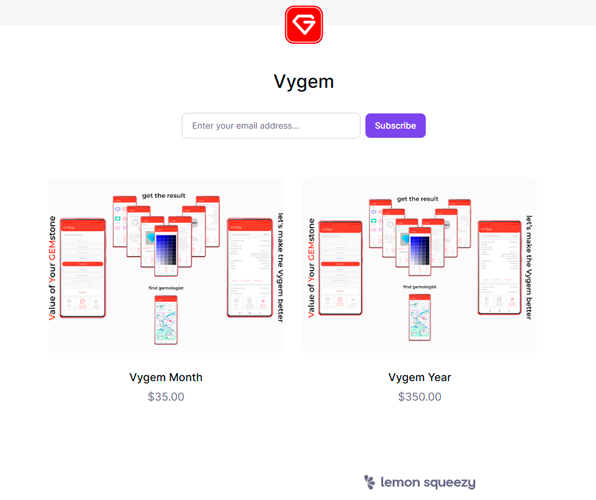 Vygem
Enter your email address...
Subscribe
get the result
Value of Your GEMstone
let's make the Vygem better
find gemologist
get the result
Value of Your GEMstone
let's make the Vygem better
find gemologist
Vygem Month
Vygem Year
$35.00
$350.00
lemon squeezy